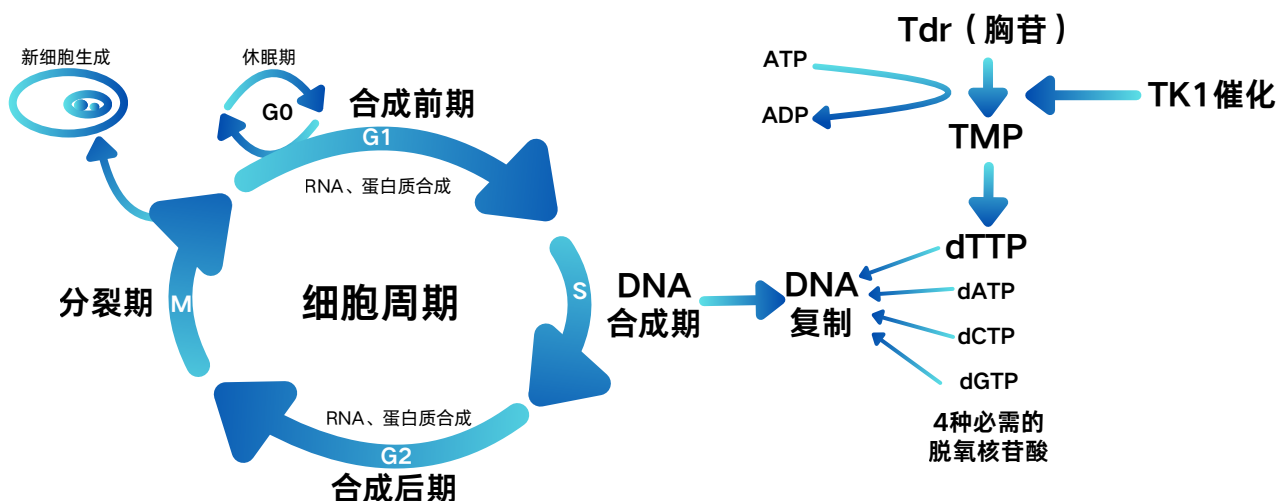 新细胞生成
休眠期
G0
合成前期
G1
RNA、蛋白质合成
S
DNA
合成期
细胞周期
分裂期
M
RNA、蛋白质合成
G2
合成后期
Tdr（胸苷）
ATP
ADP
TK1催化
TMP
dTTP
DNA
复制
dATP
dCTP
dGTP
4种必需的
脱氧核苷酸